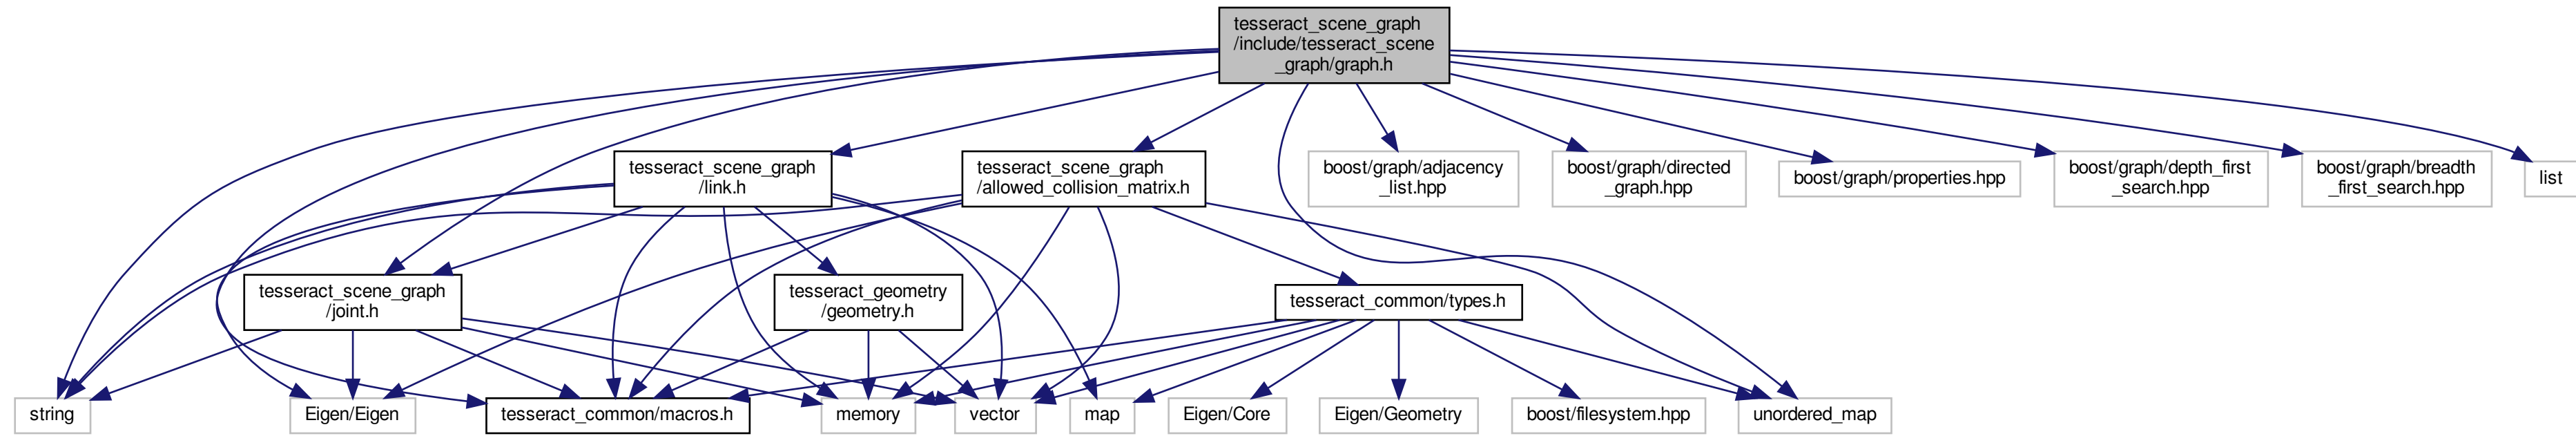 tesseract_scene_graph
/include/tesseract_scene
_graph/graph.h
tesseract_scene_graph
/link.h
tesseract_scene_graph
/allowed_collision_matrix.h
boost/graph/adjacency
_list.hpp
boost/graph/directed
_graph.hpp
boost/graph/properties.hpp
boost/graph/depth_first
_search.hpp
boost/graph/breadth
_first_search.hpp
list
tesseract_scene_graph
/joint.h
tesseract_geometry
/geometry.h
tesseract_common/types.h
string
Eigen/Eigen
tesseract_common/macros.h
memory
vector
map
Eigen/Core
Eigen/Geometry
boost/filesystem.hpp
unordered_map